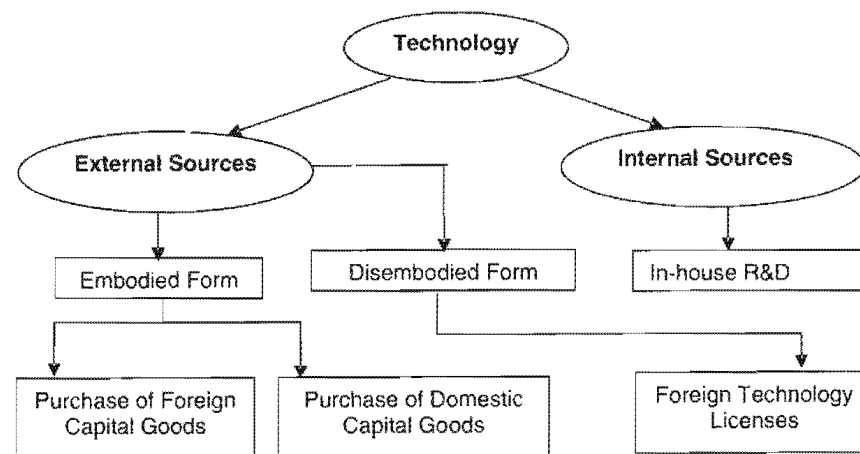 Technology
External Sources
Internal Sources
Embodied Form
Disembodied Form
In-house R&D
Purchase of Foreign
Capital Goods
Purchase of Domestic
Capital Goods
Foreign Technology
Licenses